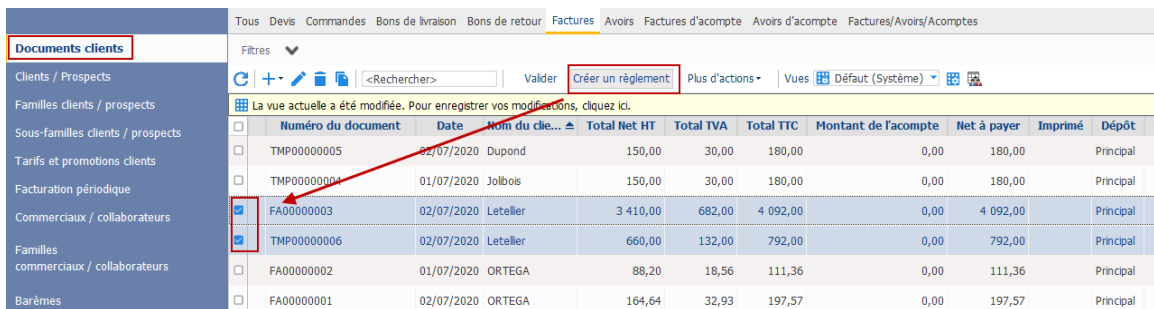 Tous Devis Commandes Bons de livraison Bons de retour Factures Avoirs Factures d'acompte Avoirs d'acompte Factures/Avoirs/Acomptes
Documents clients
Filtres
Clients / Prospects
Familles clients / prospects
Sous-familles clients / prospects
Tarifs et promotions clients
Facturation périodique
Commerciaux / collaborateurs
Familles
commerciaux / collaborateurs
Barèmes
<Rechercher> Valider Créer un règlement Plus d'actions Vues Défaut (Système)
La vue actuelle a été modifiée. Pour enregistrer vos modifications, cliquez ici.
Numéro du document Date Nom du clie... Total Net HT Total TVA Total TTC Montant de l'acompte Net à payer Imprimé Dépôt
TMP00000005 02/07/2020 Dupond 150,00 30,00 180,00 0,00 180,00 Principal
TMP00000004 01/07/2020 Jolibois 150,00 30,00 180,00 0,00 180,00 Principal
FA00000003 02/07/2020 Letellier 3 410,00 682,00 4 092,00 0,00 4 092,00 Principal
TMP00000006 02/07/2020 Letellier 660,00 132,00 792,00 0,00 792,00 Principal
FA00000002 01/07/2020 ORTEGA 88,20 18,56 111,36 0,00 111,36 Principal
FA00000001 02/07/2020 ORTEGA 164,64 32,93 197,57 0,00 197,57 Principal